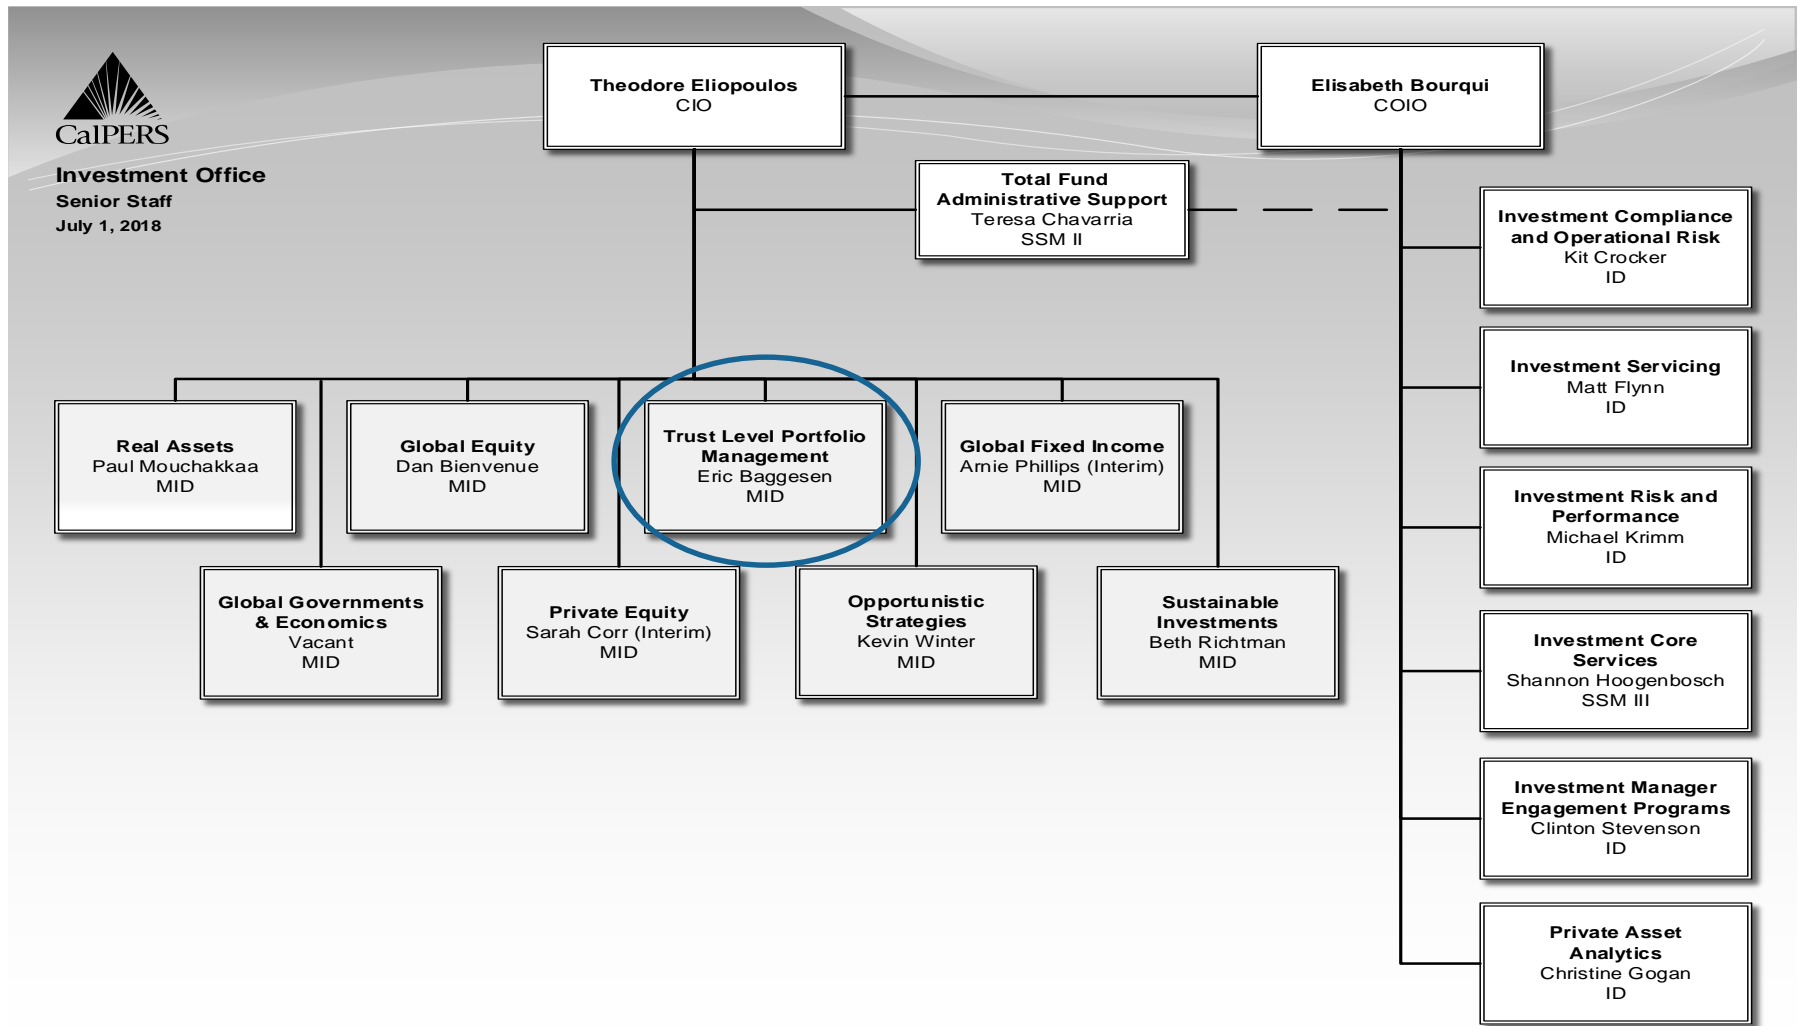 CalPERS
Investment Office
Senior Staff
July 1, 2018
Theodore Eliopoulos
CIO
Elisabeth Bourqui
COIO
Total Fund
Administrative Support
Teresa Chavarria
SSM II
Investment Compliance
and Operational Risk
Kit Crocker
ID
Investment Servicing
Matt Flynn
ID
Investment Risk and
Performance
Michael Krimm
ID
Investment Core
Services
Shannon Hoogenbosch
SSM III
Investment Manager
Engagement Programs
Clinton Stevenson
ID
Private Asset
Analytics
Christine Gogan
ID
Real Assets
Paul Mouchakkaa
MID
Global Equity
Dan Bienvenue
MID
Trust Level Portfolio
Management
Eric Baggesen
MID
Global Fixed Income
Arnie Phillips (Interim)
MID
Global Governments
& Economics
Vacant
MID
Private Equity
Sarah Corr (Interim)
MID
Opportunistic
Strategies
Kevin Winter
MID
Sustainable
Investments
Beth Richtman
MID